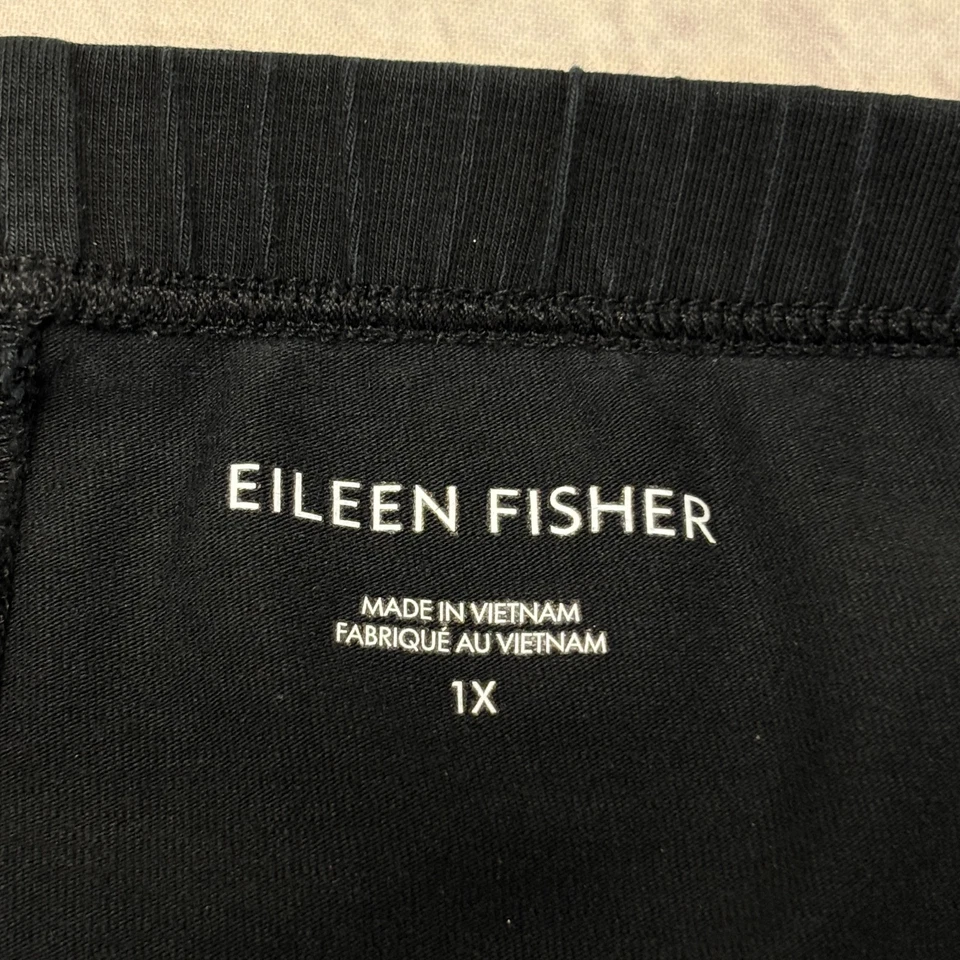 EILEEN FISHER
MADE IN VIETNAM
FABRIQUÉ AU VIETNAM
1X